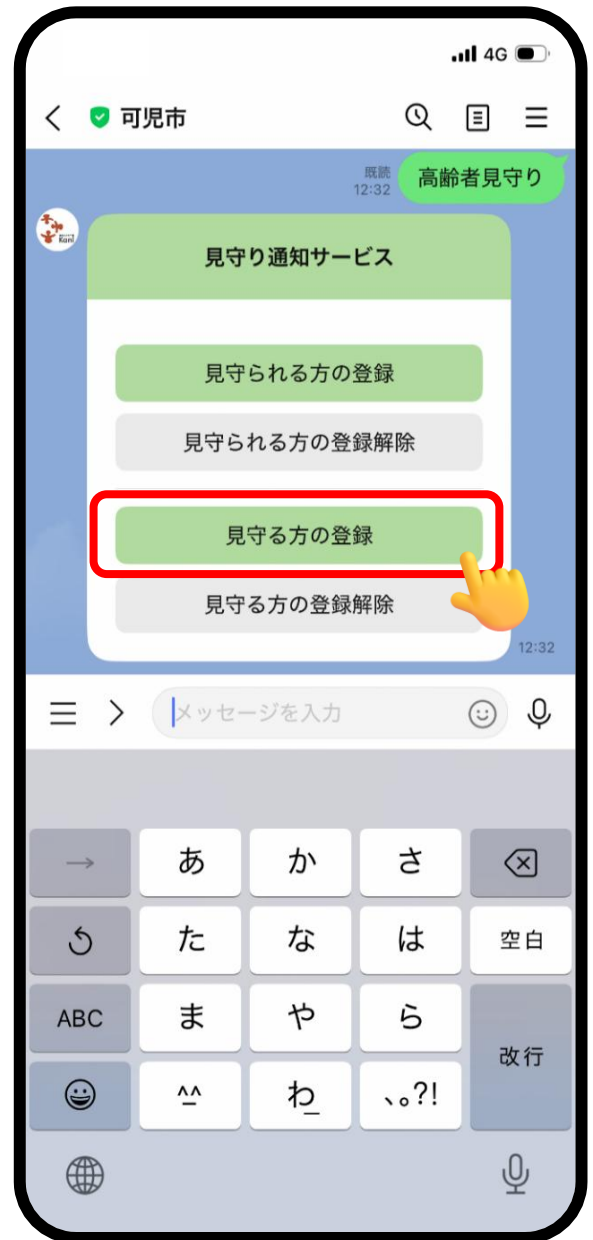 4G
可児市
既読
12:32
高齢者見守り
Kani
見守り通知サービス
見守られる方の登録
見守られる方の登録解除
見守る方の登録
見守る方の登録解除
12:32
メッセージを入力
→ あ か さ
た な は 空白
ABC ま や ら
改行
^_^ わ_ 、。?!